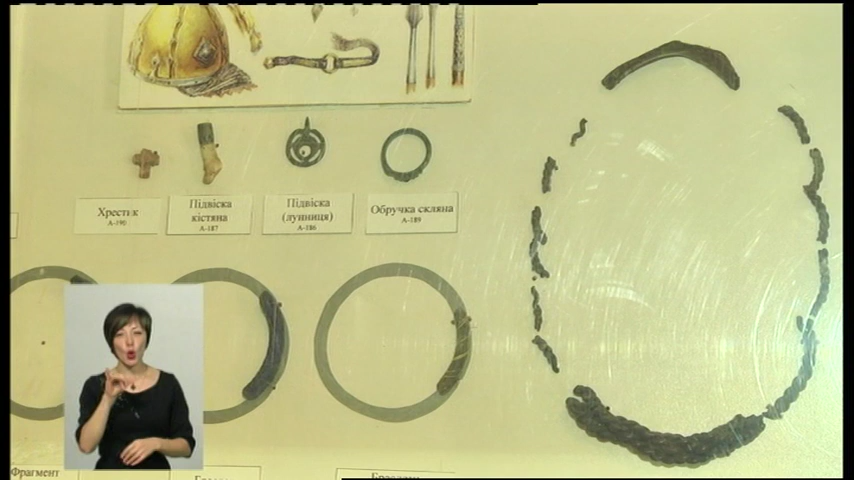 Хрестик
А-190
Підвіска
кістяна
А-187
Підвіска
(лунниця)
А-186
Обручка скляна
А-189
Фрагмент